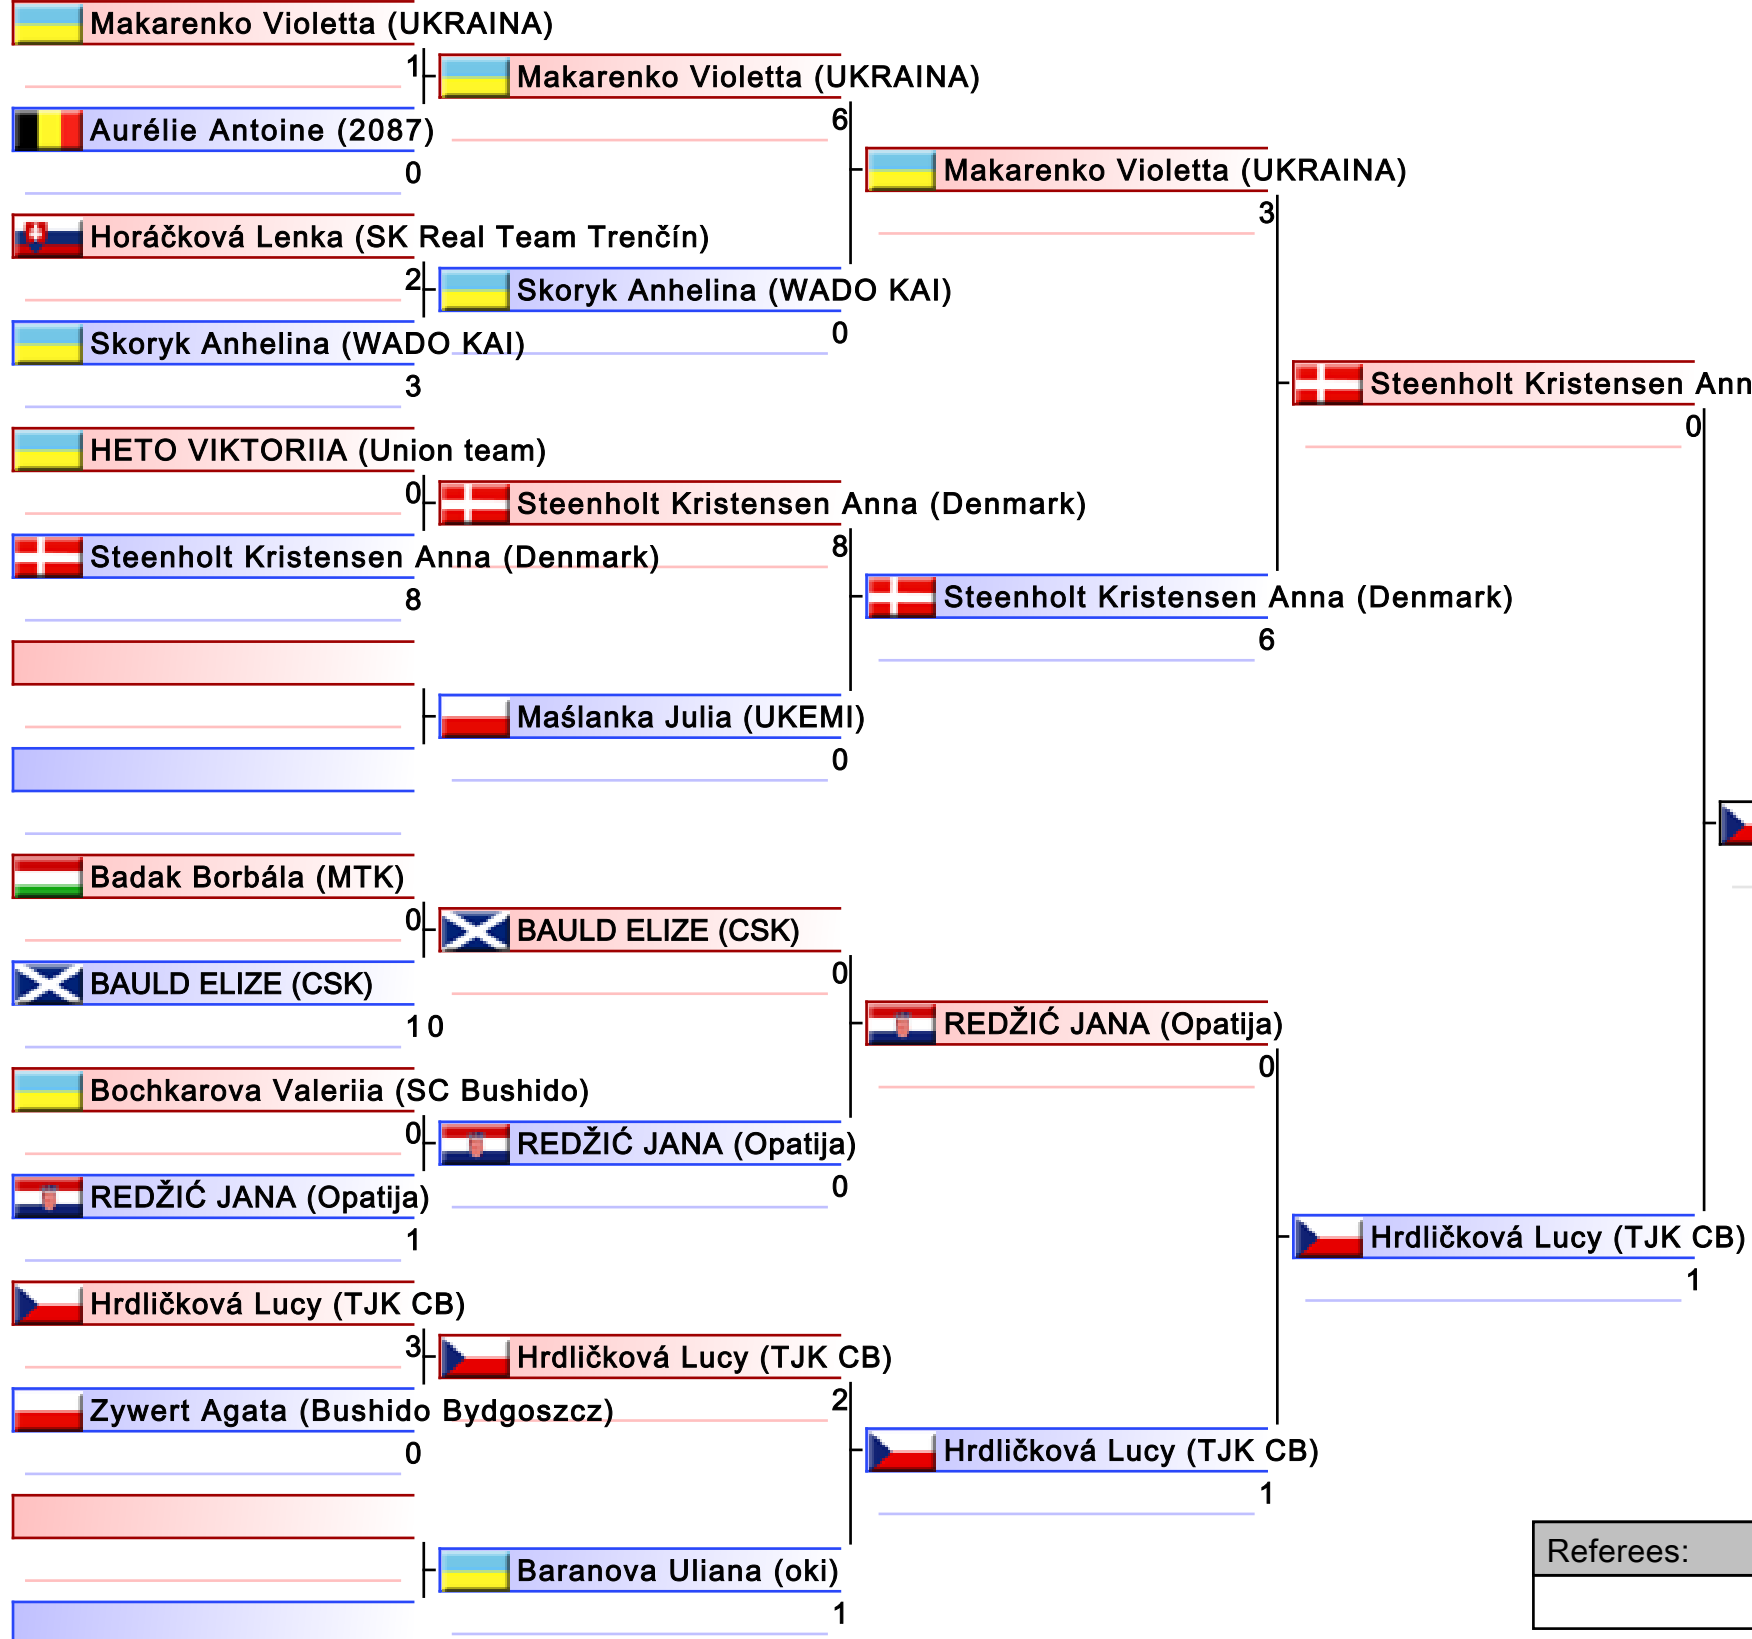 Makarenko Violetta (UKRAINA)
1
Aurélie Antoine (2087)
0
Horáčková Lenka (SK Real Team Trenčín)
2
Skoryk Anhelina (WADO KAI)
3
HETO VIKTORIIA (Union team)
0
Steenholt Kristensen Anna (Denmark)
8
Badak Borbála (MTK)
0
BAULD ELIZE (CSK)
10
Bochkarova Valeriia (SC Bushido)
0
REDŽIĆ JANA (Opatija)
1
Hrdličková Lucy (TJK CB)
3
Zywert Agata (Bushido Bydgoszcz)
0
Makarenko Violetta (UKRAINA)
6
Skoryk Anhelina (WADO KAI)
0
Steenholt Kristensen Anna (Denmark)
8
Maślanka Julia (UKEMI)
0
BAULD ELIZE (CSK)
0
REDŽIĆ JANA (Opatija)
0
Hrdličková Lucy (TJK CB)
2
Baranova Uliana (oki)
1
Makarenko Violetta (UKRAINA)
3
Steenholt Kristensen Anna (Denmark)
6
REDŽIĆ JANA (Opatija)
0
Hrdličková Lucy (TJK CB)
1
Steenholt Kristensen Ann
0
Hrdličková Lucy (TJK CB)
1
Referees: